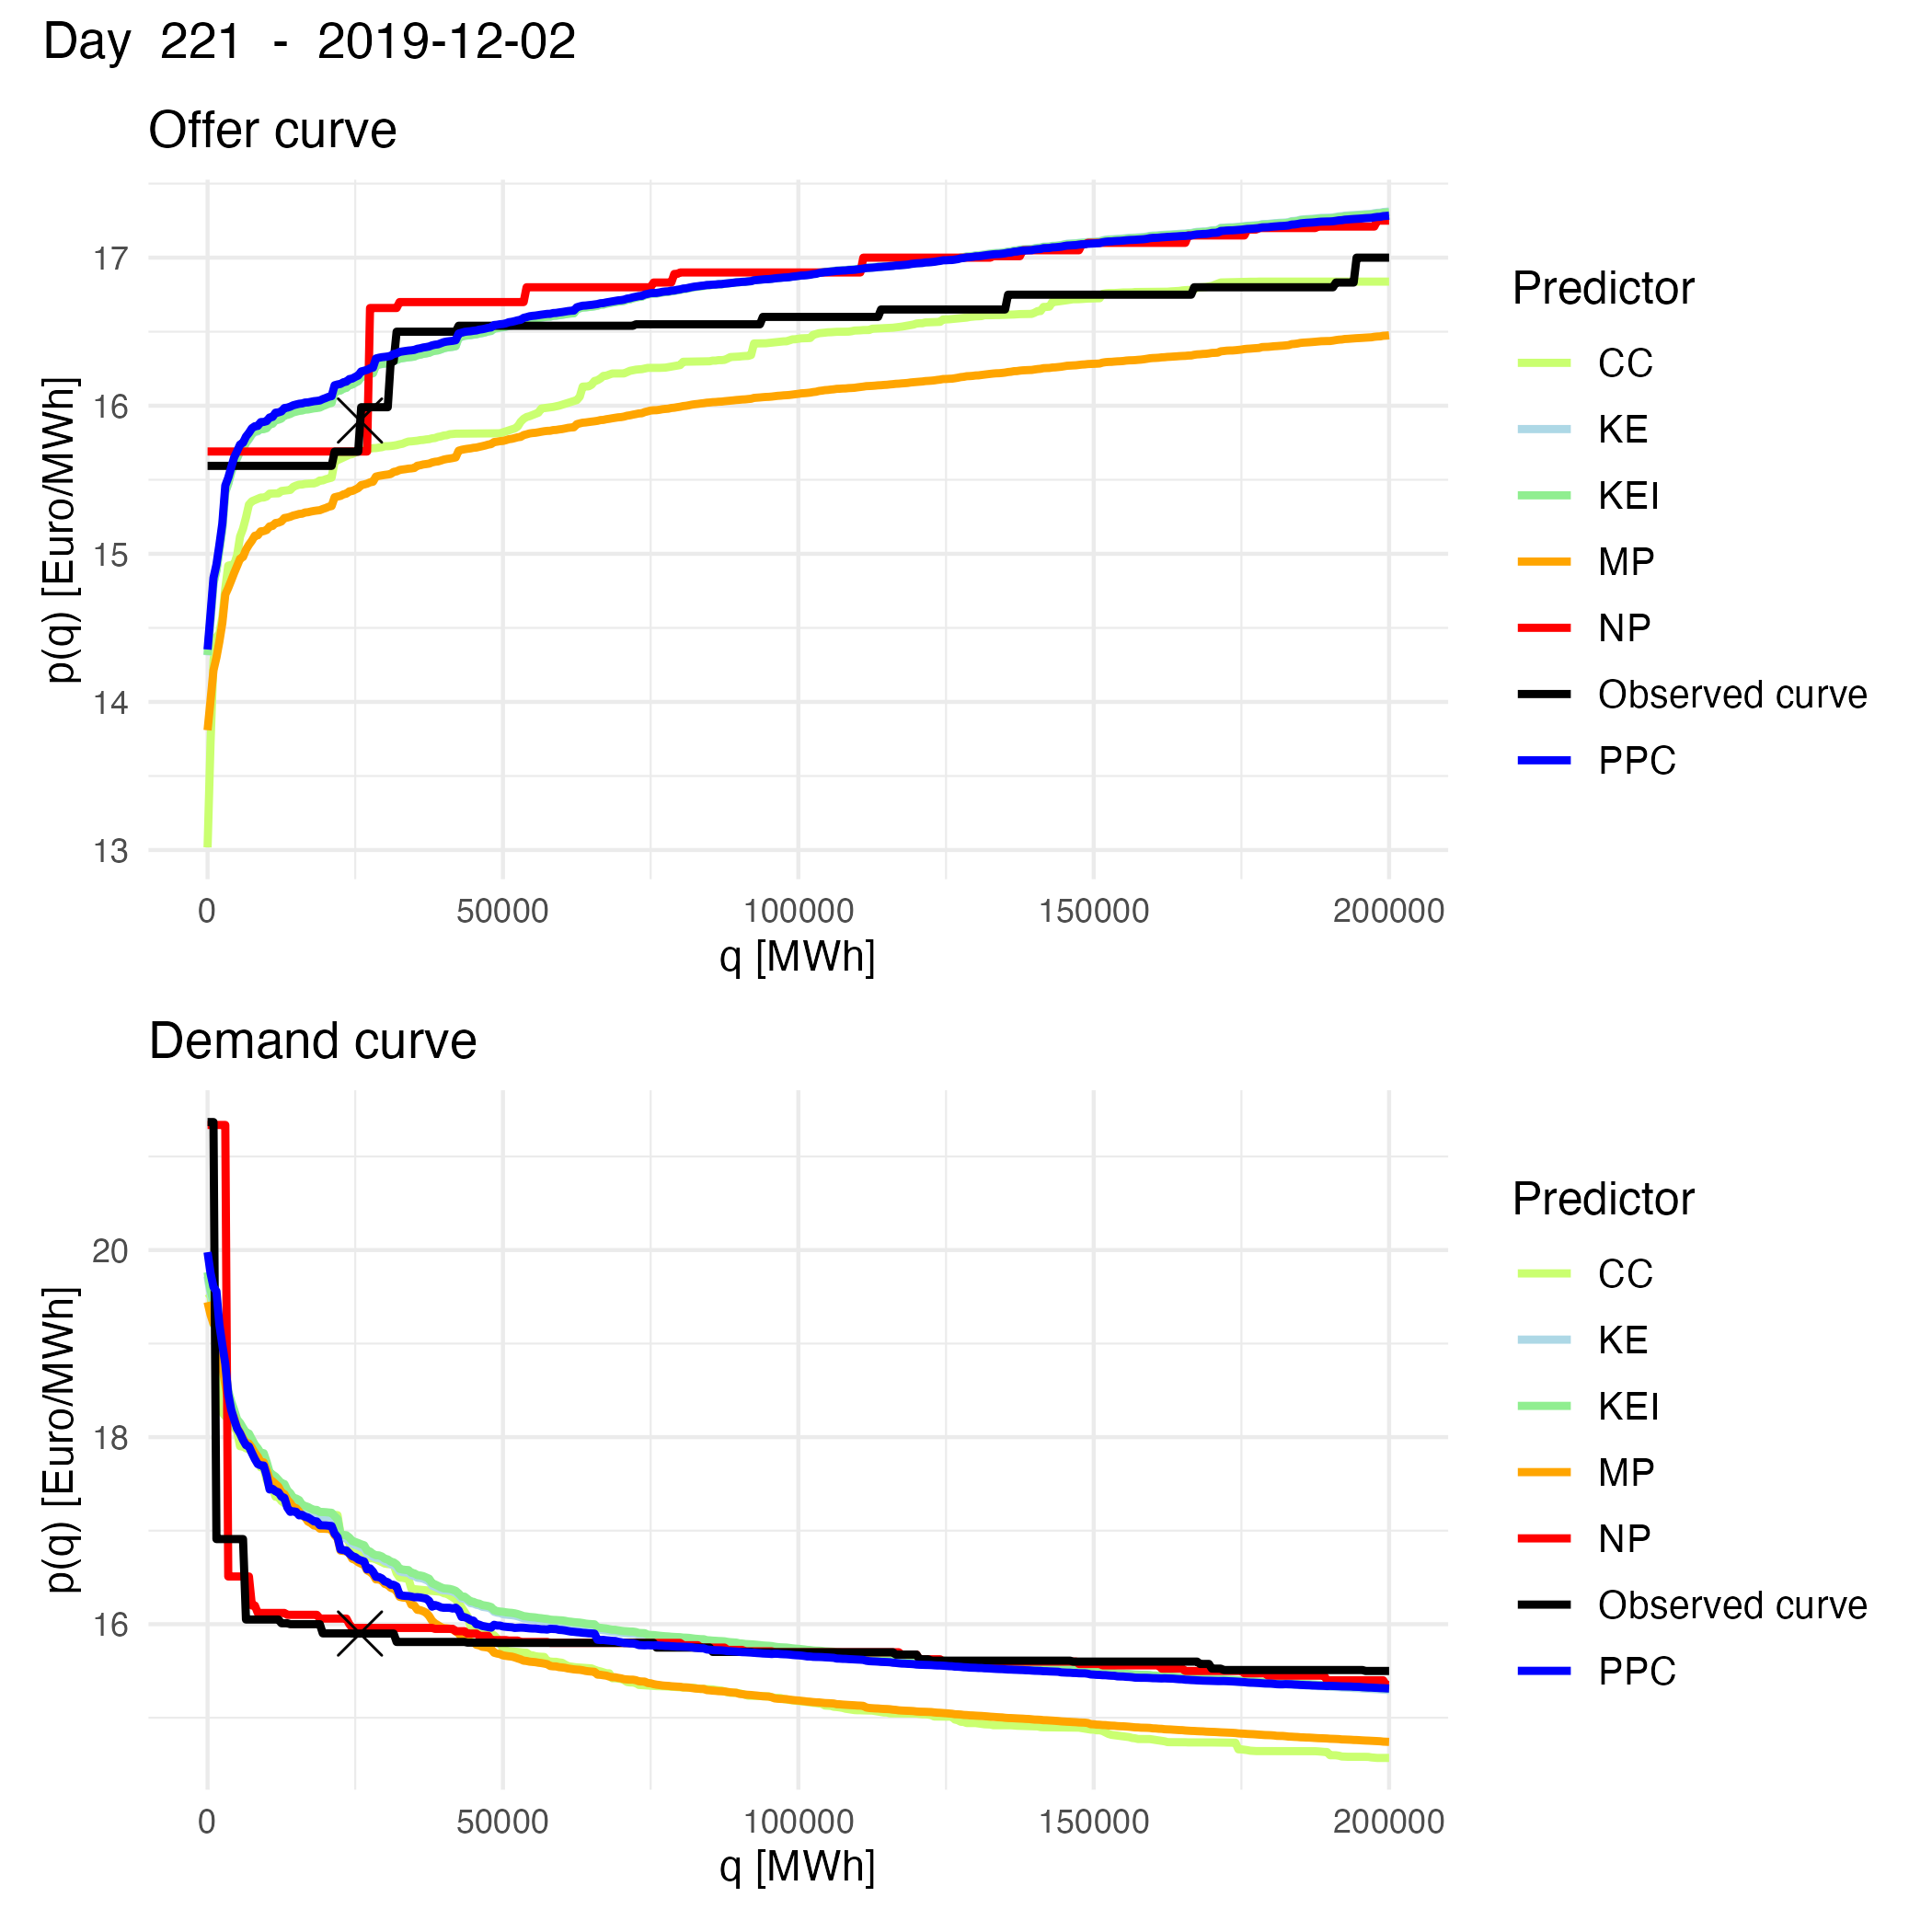 Day 221 - 2019-12-02
Offer curve
p(q) [Euro/MWh]
17
16
15
14
13
0 50000 100000 150000 200000
q [MWh]
Predictor
CC
KE
KEI
MP
NP
Observed curve
PPC
Demand curve
p(q) [Euro/MWh]
20
18
16
0 50000 100000 150000 200000
q [MWh]
Predictor
CC
KE
KEI
MP
NP
Observed curve
PPC